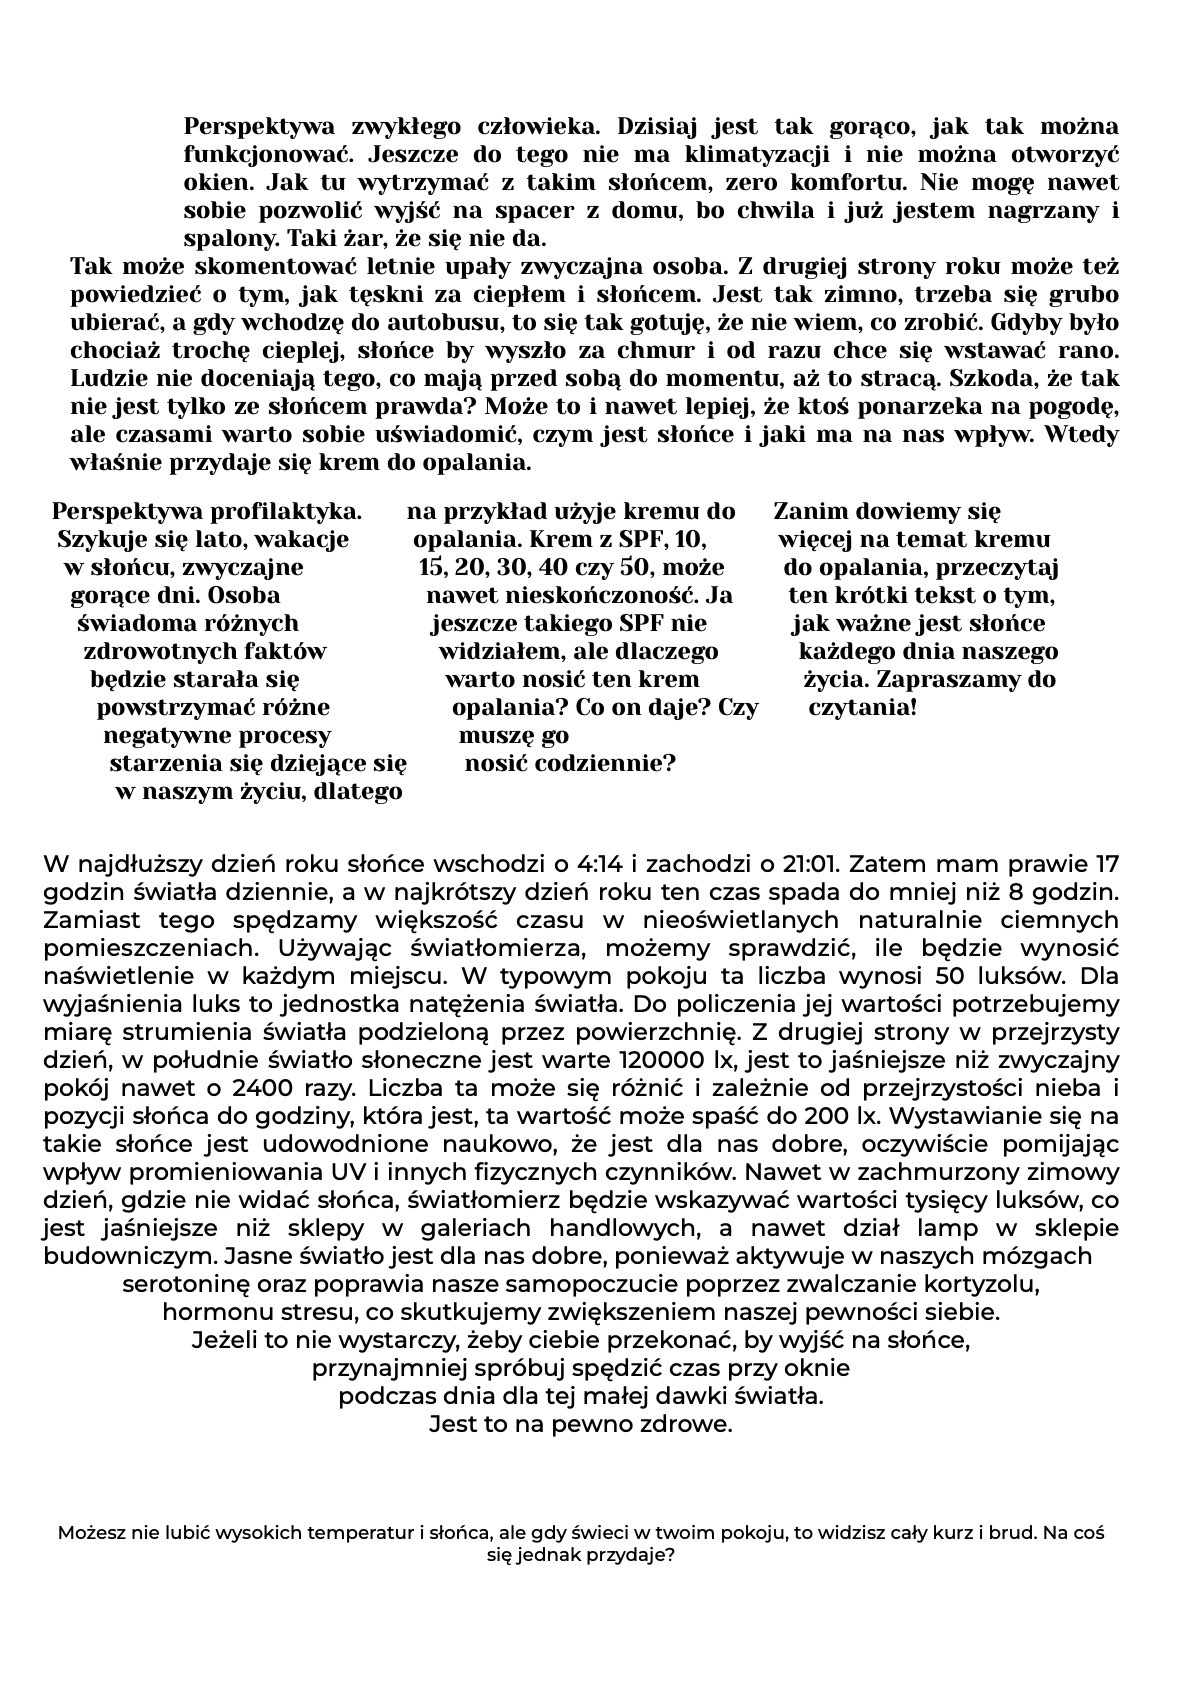 Perspektywa zwykłego człowieka. Dzisiaj jest tak gorąco, jak tak można
funkcjonować. Jeszcze do tego nie ma klimatyzacji i nie można otworzyć
okien. Jak tu wytrzymać z takim słońcem, zero komfortu. Nie mogę nawet
sobie pozwolić wyjść na spacer z domu, bo chwila i już jestem nagrzany i
spalony. Taki żar, że się nie da.
Tak może skomentować letnie upały zwyczajna osoba. Z drugiej strony roku może też
powiedzieć o tym, jak tęskni za ciepłem i słońcem. Jest tak zimno, trzeba się grubo
ubierać, a gdy wchodzę do autobusu, to się tak gotuję, że nie wiem, co zrobić. Gdyby było
chociaż trochę cieplej, słońce by wyszło za chmur i od razu chce się wstawać rano.
Ludzie nie doceniają tego, co mają przed sobą do momentu, aż to stracą. Szkoda, że tak
nie jest tylko ze słońcem prawda? Może to i nawet lepiej, że ktoś ponarzeka na pogodę,
ale czasami warto sobie uświadomić, czym jest słońce i jaki ma na nas wpływ. Wtedy
właśnie przydaje się krem do opalania.
Perspektywa profilaktyka.
Szykuje się lato, wakacje
w słońcu, zwyczajne
gorące dni. Osoba
świadoma różnych
zdrowotnych faktów
będzie starała się
powstrzymać różne
negatywne procesy
starzenia się dziejące się
w naszym życiu, dlatego
na przykład użyje kremu do
opalania. Krem z SPF, 10,
15, 20, 30, 40 czy 50, może
nawet nieskończoność. Ja
jeszcze takiego SPF nie
widziałem, ale dlaczego
warto nosić ten krem
opalania? Co on daje? Czy
muszę go
nosić codziennie?
Zanim dowiemy się
więcej na temat kremu
do opalania, przeczytaj
ten krótki tekst o tym,
jak ważne jest słońce
każdego dnia naszego
życia. Zapraszamy do
czytania!
W najdłuższy dzień roku słońce wschodzi o 4:14 i zachodzi o 21:01. Zatem mam prawie 17
godzin światła dziennie, a w najkrótszy dzień roku ten czas spada do mniej niż 8 godzin.
Zamiast tego spędzamy większość czasu w nieoświetlanych naturalnie ciemnych
pomieszczeniach. Używając światłomierza, możemy sprawdzić, ile będzie wynosić
naświetlenie w każdym miejscu. W typowym pokoju ta liczba wynosi 50 luksów. Dla
wyjaśnienia luks to jednostka natężenia światła. Do policzenia jej wartości potrzebujemy
miarę strumienia światła podzieloną przez powierzchnię. Z drugiej strony w przejrzysty
dzień, w południe światło słoneczne jest warte 120000 lx, jest to jaśniejsze niż zwyczajny
pokój nawet o 2400 razy. Liczba ta może się różnić i zależnie od przejrzystości nieba i
pozycji słońca do godziny, która jest, ta wartość może spaść do 200 lx. Wystawianie się na
takie słońce jest udowodnione naukowo, że jest dla nas dobre, oczywiście pomijając
wpływ promieniowania UV i innych fizycznych czynników. Nawet w zachmurzony zimowy
dzień, gdzie nie widać słońca, światłomierz będzie wskazywać wartości tysięcy luksów, co
jest jaśniejsze niż sklepy w galeriach handlowych, a nawet dział lamp w sklepie
budowniczym. Jasne światło jest dla nas dobre, ponieważ aktywuje w naszych mózgach
serotoninę oraz poprawia nasze samopoczucie poprzez zwalczanie kortyzolu,
hormonu stresu, co skutkujemy zwiększeniem naszej pewności siebie.
Jeżeli to nie wystarczy, żeby ciebie przekonać, by wyjść na słońce,
przynajmniej spróbuj spędzić czas przy oknie
podczas dnia dla tej małej dawki światła.
Jest to na pewno zdrowe.
Możesz nie lubić wysokich temperatur i słońca, ale gdy świeci w twoim pokoju, to widzisz cały kurz i brud. Na coś
się jednak przydaje?